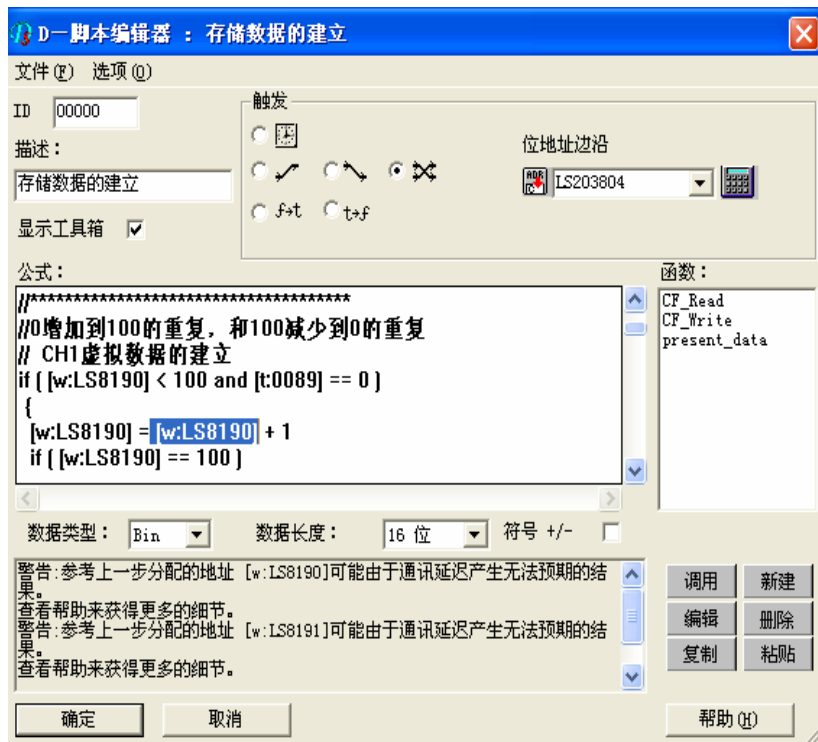 D一脚本编辑器 : 存储数据的建立
文件(F) 选项(O)
ID 00000
描述：
存储数据的建立
显示工具箱
触发
f→t
t→f
位地址边沿
ADR
LS203804
公式：
//*************************************
//0增加到100的重复，和100减少到0的重复
// CH1虚拟数据的建立
if ( [w:LS8190] < 100 and [t:0089] == 0 )
{
[w:LS8190] = [w:LS8190] + 1
if ( [w:LS8190] == 100 )
函数：
CF_Read
CF_Write
present_data
数据类型： Bin 数据长度： 16 位 符号 +/-
警告:参考上一步分配的地址 [w:LS8190]可能由于通讯延迟产生无法预期的结
果。
查看帮助来获得更多的细节。
警告:参考上一步分配的地址 [w:LS8191]可能由于通讯延迟产生无法预期的结
果。
查看帮助来获得更多的细节。
调用 新建
编辑 册除
复制 粘贴
确定 取消 帮助(H)